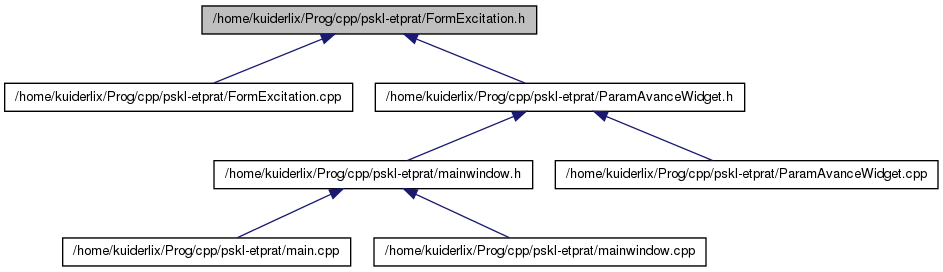 /home/kuiderlix/Prog/cpp/pskl-etprat/FormExcitation.h
/home/kuiderlix/Prog/cpp/pskl-etprat/FormExcitation.cpp
/home/kuiderlix/Prog/cpp/pskl-etprat/ParamAvanceWidget.h
/home/kuiderlix/Prog/cpp/pskl-etprat/mainwindow.h
/home/kuiderlix/Prog/cpp/pskl-etprat/ParamAvanceWidget.cpp
/home/kuiderlix/Prog/cpp/pskl-etprat/main.cpp
/home/kuiderlix/Prog/cpp/pskl-etprat/mainwindow.cpp